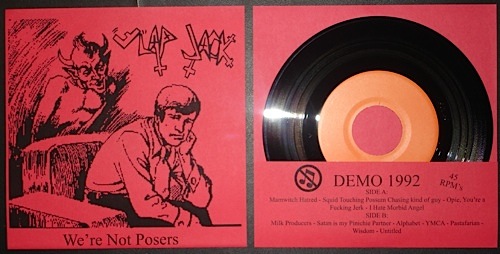 SLAP JACK
We're Not Posers
DEMO 1992
45
RPM's
SIDE A:
Marrwitch Hatred - Squid Touching Possum Chasing kind of guy - Opie, You're a
Fucking Jerk - I Hate Morbid Angel
SIDE B:
Milk Producers - Satan is my Pinochle Partner - Alphabet - YMCA - Pastafarian -
Wisdom - Untitled